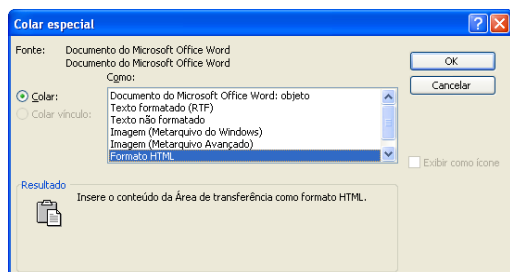 Colar especial
Fonte: Documento do Microsoft Office Word
Documento do Microsoft Office Word
Como:
Colar:
Colar vínculo:
Documento do Microsoft Office Word: objeto
Texto formatado (RTF)
Texto não formatado
Imagem (Metarquivo do Windows)
Imagem (Metarquivo Avançado)
Formato HTML
OK
Cancelar
Exibir como ícone
Resultado
Insere o conteúdo da Área de transferência como formato HTML.